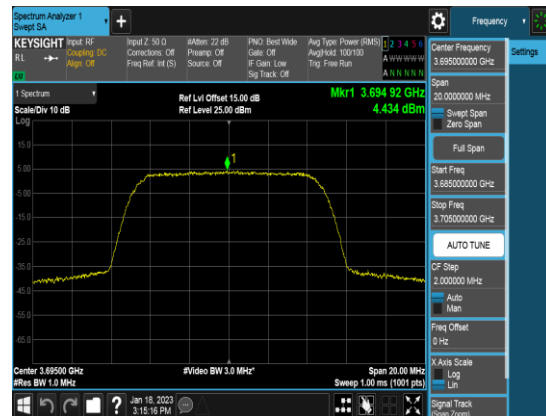 Spectrum Analyzer 1
Swept SA
Frequency
KEYSIGHT
RL
Input: RF
Coupling: DC
Align: Off
Input Z: 50 Ω
Corrections: Off
Freq Ref: Int (S)
#Atten: 22 dB
Preamp: Off
Source: Off
PNO: Best Wide
Gate: Off
IF Gain: Low
Sig Track: Off
Avg Type: Power (RMS)
Avg|Hold: 100/100
Trig: Free Run
1 2 3 4 5 6
A W W W W W
A N N N N N
1 Spectrum
Scale/Div 10 dB
Log
Ref Lvl Offset 15.00 dB
Ref Level 25.00 dBm
Mkr1 3.694 92 GHz
4.434 dBm
1
15.0
5.00
-5.00
-15.0
-25.0
-35.0
-45.0
-55.0
-65.0
Center 3.69500 GHz
#Res BW 1.0 MHz
#Video BW 3.0 MHz*
Span 20.00 MHz
Sweep 1.00 ms (1001 pts)
Jan 18, 2023
3:15:16 PM
?
Center Frequency
3.695000000 GHz
Span
20.0000000 MHz
Swept Span
Zero Span
Full Span
Start Freq
3.685000000 GHz
Stop Freq
3.705000000 GHz
AUTO TUNE
CF Step
2.000000 MHz
Auto
Man
Freq Offset
0 Hz
X Axis Scale
Log
Lin
Signal Track
(Span Zoom)
Settings